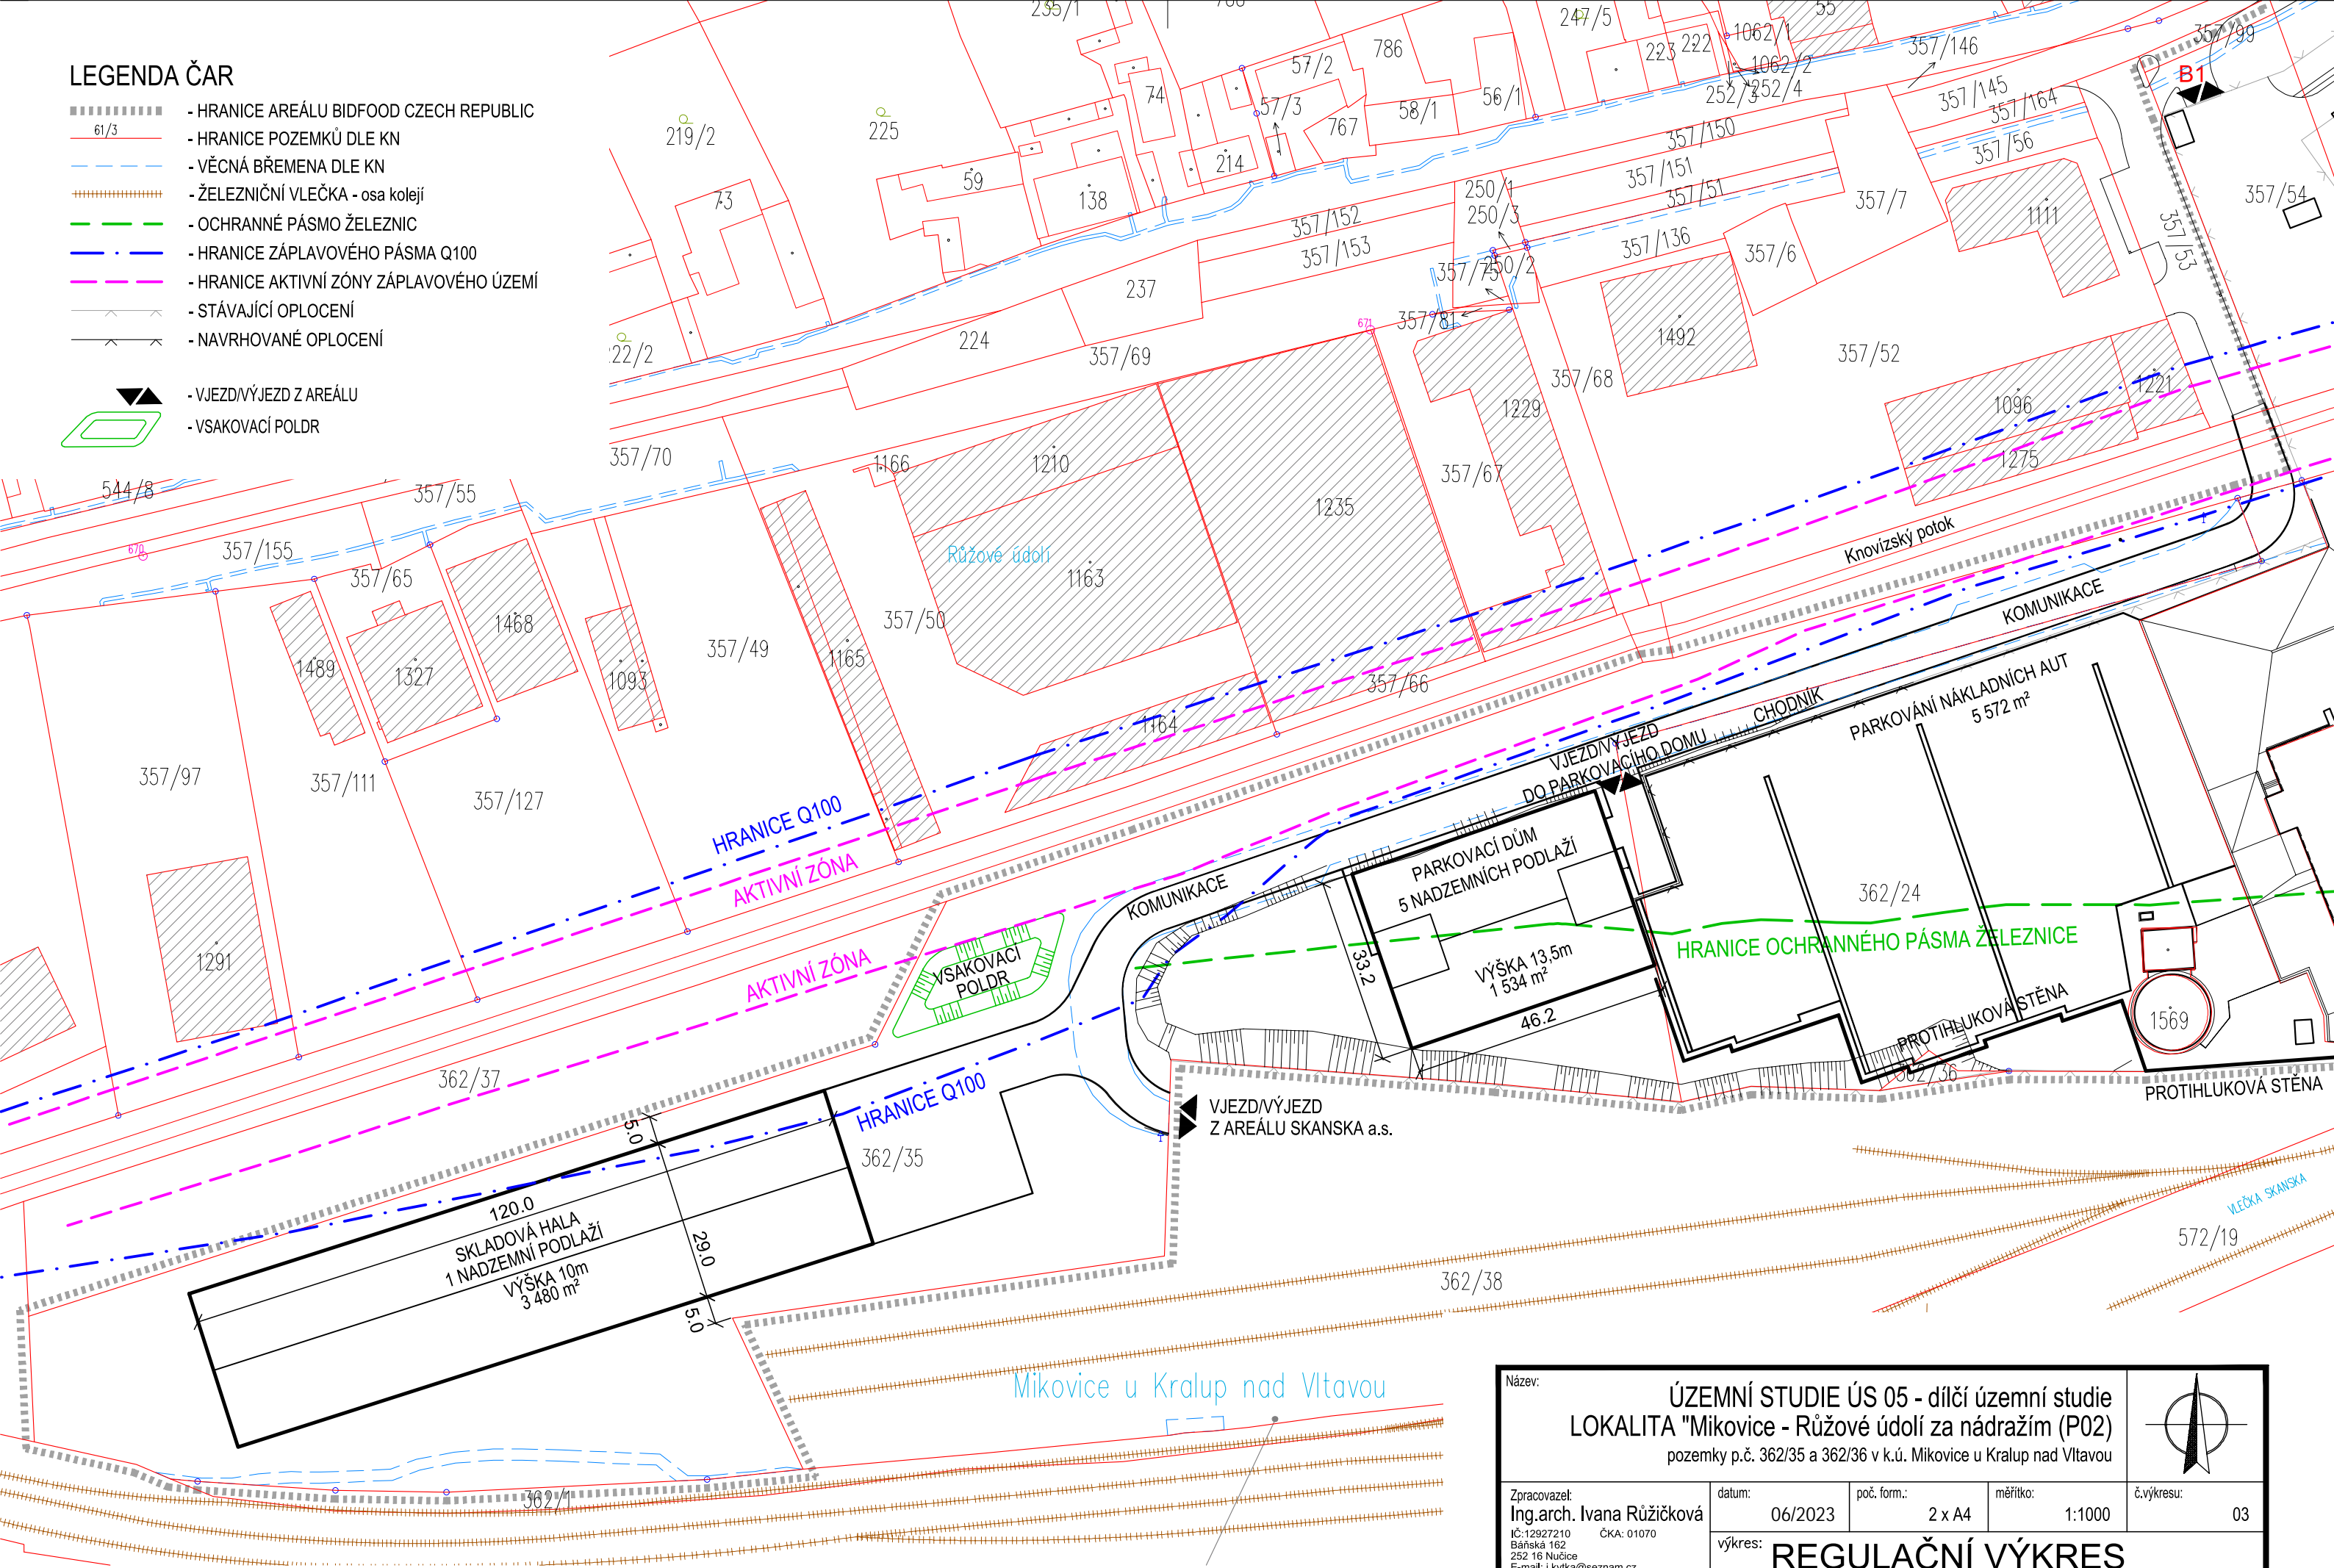 LEGENDA ČAR
- HRANICE AREÁLU BIDFOOD CZECH REPUBLIC
61/3
- HRANICE POZEMKŮ DLE KN
- VĚCNÁ BŘEMENA DLE KN
- ŽELEZNIČNÍ VLEČKA - osa kolejí
- OCHRANNÉ PÁSMO ŽELEZNIC
- HRANICE ZÁPLAVOVÉHO PÁSMA Q100
- HRANICE AKTIVNÍ ZÓNY ZÁPLAVOVÉHO ÚZEMÍ
- STÁVAJÍCÍ OPLOCENÍ
- NAVRHOVANÉ OPLOCENÍ
- VJEZD/VÝJEZD Z AREÁLU
- VSAKOVACÍ POLDR
235/1
247/5
55
786
223
222
1062/1
1062/2
252/3
252/4
357/146
357/99
B1
57/2
57/3
58/1
56/1
767
74
219/2
225
59
138
214
73
357/145
357/164
357/150
357/56
357/151
357/51
250/1
250/3
250/2
357/75
357/81
357/152
357/153
357/136
357/7
357/6
1111
357/54
357/53
237
224
671
357/69
357/68
1492
357/52
1096
1221
1275
1229
357/67
357/70
1166
1210
1235
1163
Růžové údolí
544/8
357/55
670
357/155
357/65
1468
1489
1327
1093
357/49
1165
357/50
357/66
1164
Knovízský potok
KOMUNIKACE
CHODNÍK
PARKOVÁNÍ NÁKLADNÍCH AUT
5 572 m²
VJEZD/VÝJEZD
DO PARKOVACÍHO DOMU
357/97
357/111
357/127
HRANICE Q100
AKTIVNÍ ZÓNA
1291
AKTIVNÍ ZÓNA
VSAKOVACÍ
POLDR
KOMUNIKACE
PARKOVACÍ DŮM
5 NADZEMNÍCH PODLAŽÍ
VÝŠKA 13,5m
1 534 m²
33.2
46.2
362/24
HRANICE OCHRANNÉHO PÁSMA ŽELEZNICE
PROTIHLUKOVÁ STĚNA
362/36
1569
PROTIHLUKOVÁ STĚNA
362/37
HRANICE Q100
VJEZD/VÝJEZD
Z AREÁLU SKANSKA a.s.
5.0
362/35
120.0
SKLADOVÁ HALA
1 NADZEMNÍ PODLAŽÍ
VÝŠKA 10m
3 480 m²
29.0
5.0
362/38
VLEČKA SKANSKA
572/19
Mikovice u Kralup nad Vltavou
362/1
Název:
ÚZEMNÍ STUDIE ÚS 05 - dílčí územní studie
LOKALITA "Mikovice - Růžové údolí za nádražím (P02)
pozemky p.č. 362/35 a 362/36 v k.ú. Mikovice u Kralup nad Vltavou
Zpracovazel:
Ing.arch. Ivana Růžičková
IČ:12927210 ČKA: 01070
Báňská 162
252 16 Nučice
E-mail: i.kytka@seznam.cz
datum:
06/2023
poč. form.:
2 x A4
měřítko:
1:1000
č.výkresu:
03
výkres:
REGULAČNÍ VÝKRES